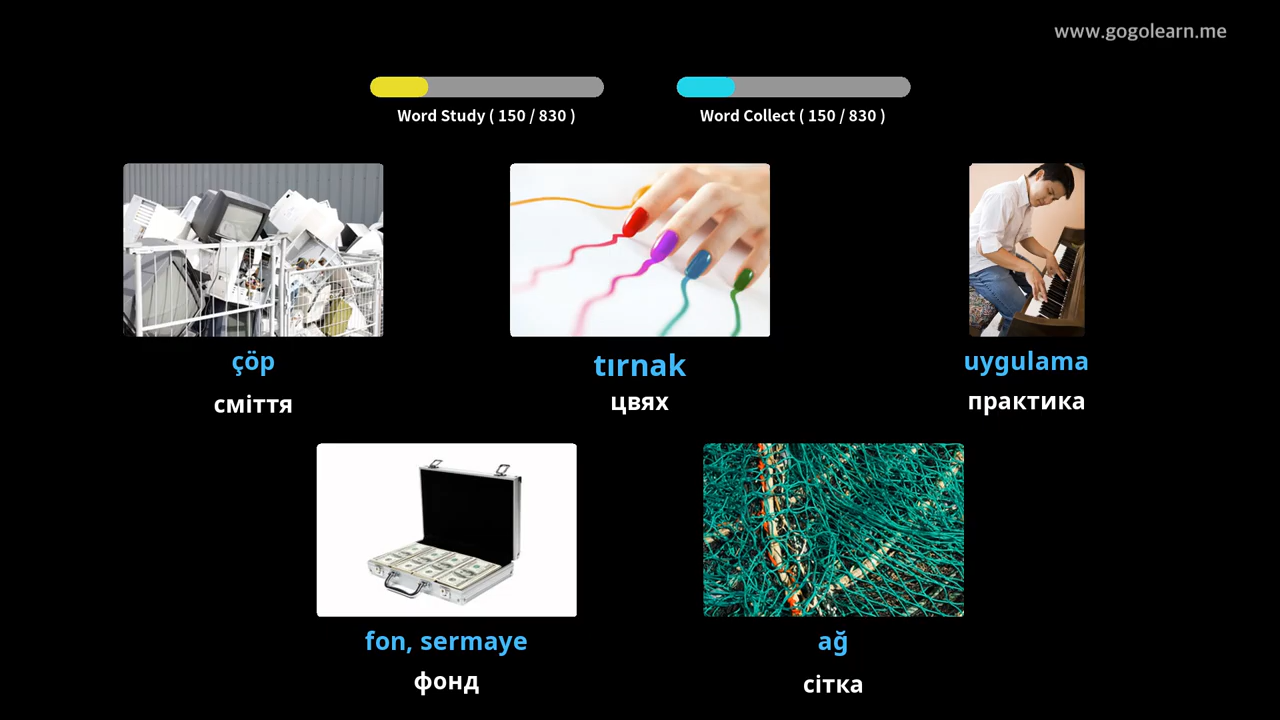 www.gogolearn.me
Word Study ( 150 / 830 )
Word Collect ( 150 / 830 )
çöp
tırnak
uygulama
сміття
цвях
практика
fon, sermaye
ağ
фонд
сітка